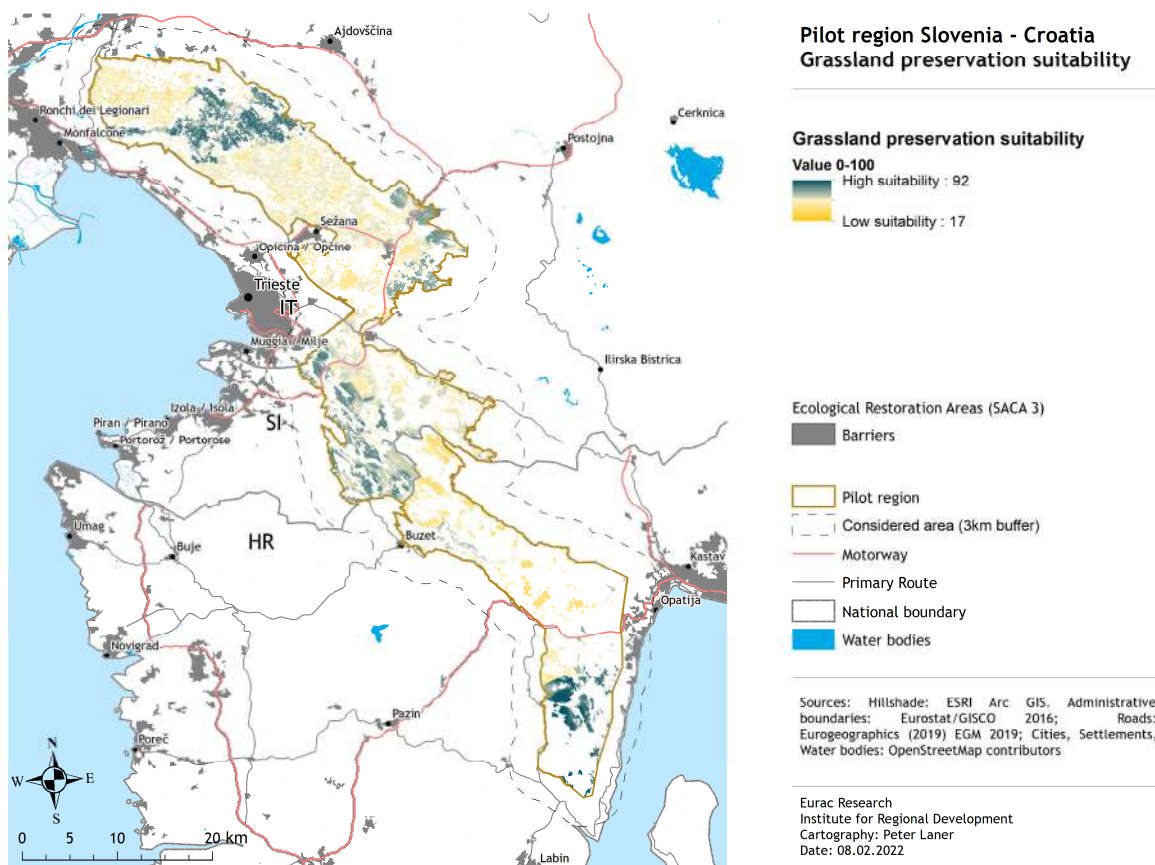 Pilot region Slovenia - Croatia
Grassland preservation suitability
Grassland preservation suitability
Value 0-100
High suitability : 92
Low suitability : 17
Ecological Restoration Areas (SACA 3)
Barriers
Pilot region
Considered area (3km buffer)
Motorway
Primary Route
National boundary
Water bodies
Sources: Hillshade: ESRI Arc GIS. Administrative
boundaries: Eurostat/GISCO 2016; Roads:
Eurogeographics (2019) EGM 2019; Cities, Settlements,
Water bodies: OpenStreetMap contributors
Eurac Research
Institute for Regional Development
Cartography: Peter Laner
Date: 08.02.2022
Ajdovščina
Ronchi dei Legionari
Monfalcone
Cerknica
Postojna
Sežana
Opicina / Opčine
Trieste
IT
Muggia / Milje
Ilirska Bistrica
Izola / Isola
Piran / Pirano
SI
Portorož / Portorose
Umag
Buje
HR
Buzet
Kastav
Opatija
Novigrad
Pazin
Poreč
Labin
N
W
E
S
0 5 10 20 km